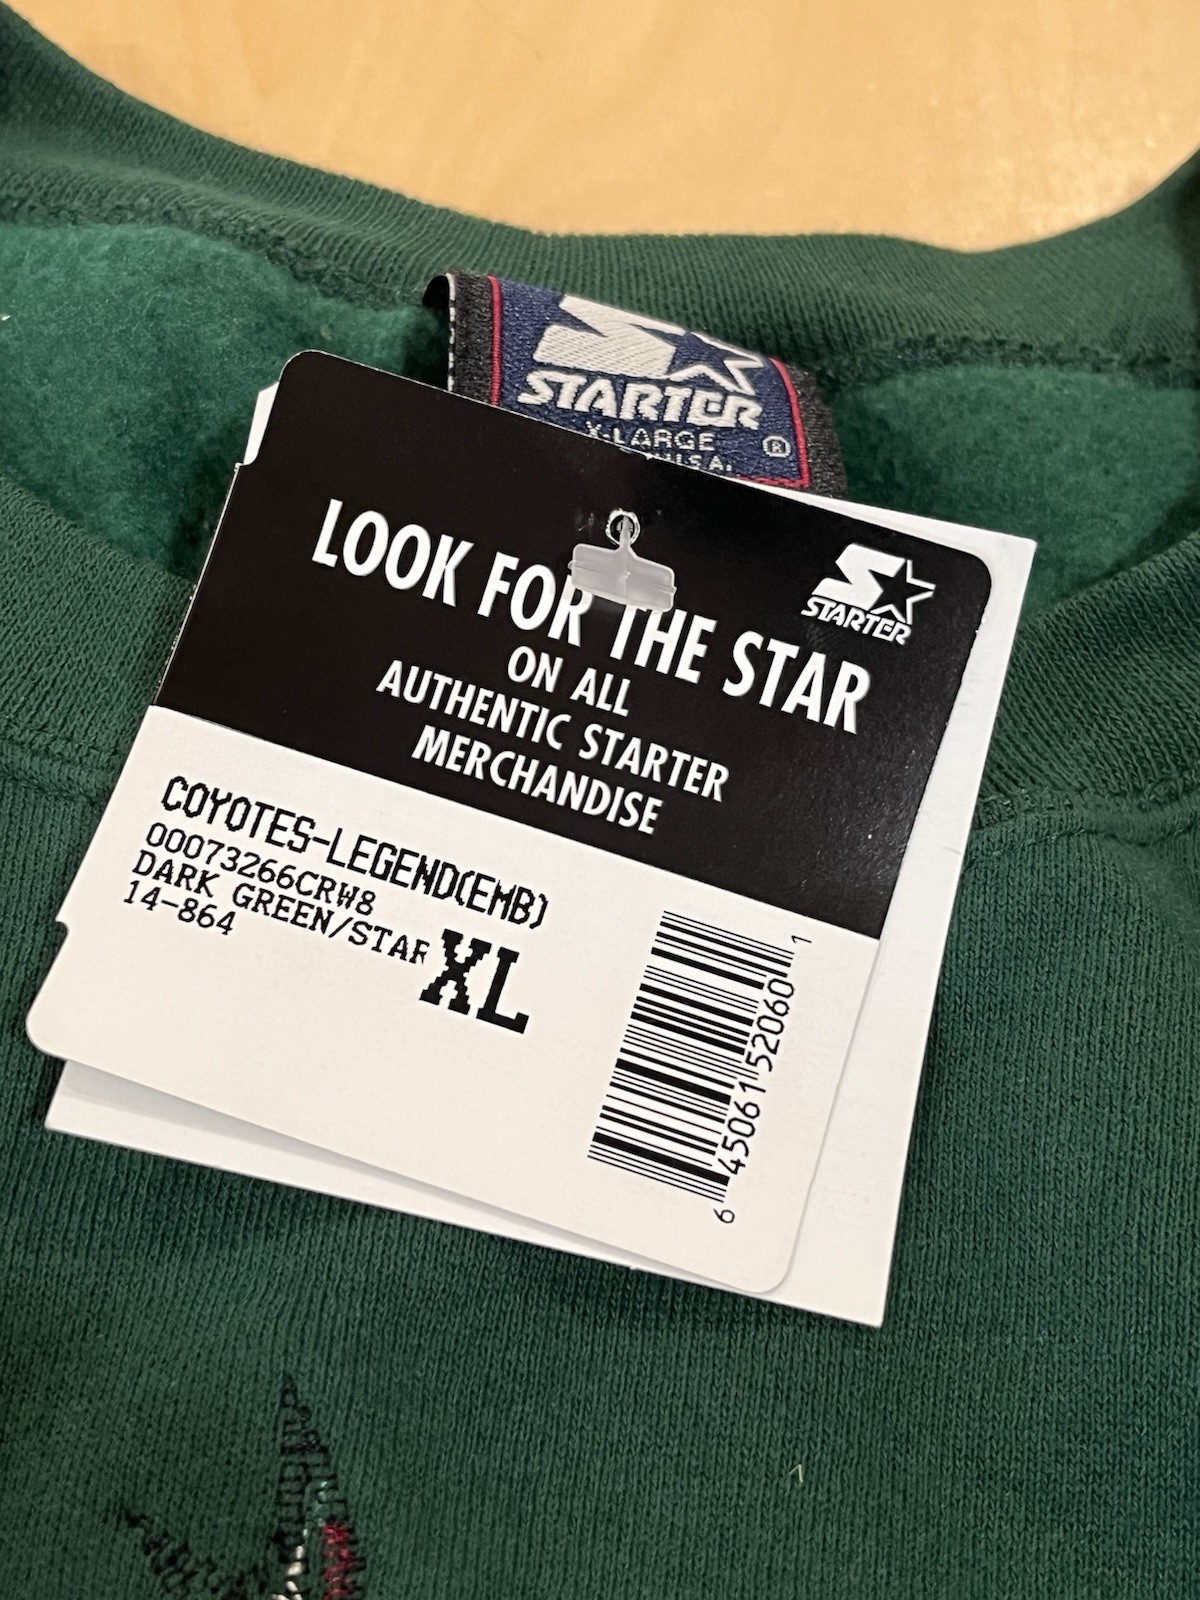 STARTER
X-LARGE
®
U.S.A.
STARTER
LOOK FOR THE STAR
ON ALL
AUTHENTIC STARTER
MERCHANDISE
COYOTES-LEGEND(EMB)
00073266CRW8
DARK GREEN/STAR
14-864
XL
6 45061 52060 1